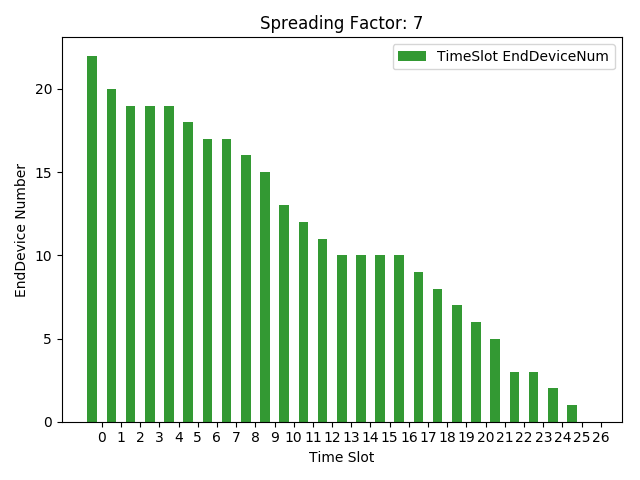 Spreading Factor: 7
TimeSlot EndDeviceNum
EndDevice Number
20
15
10
5
0
0 1 2 3 4 5 6 7 8 9 10 11 12 13 14 15 16 17 18 19 20 21 22 23 24 25 26
Time Slot